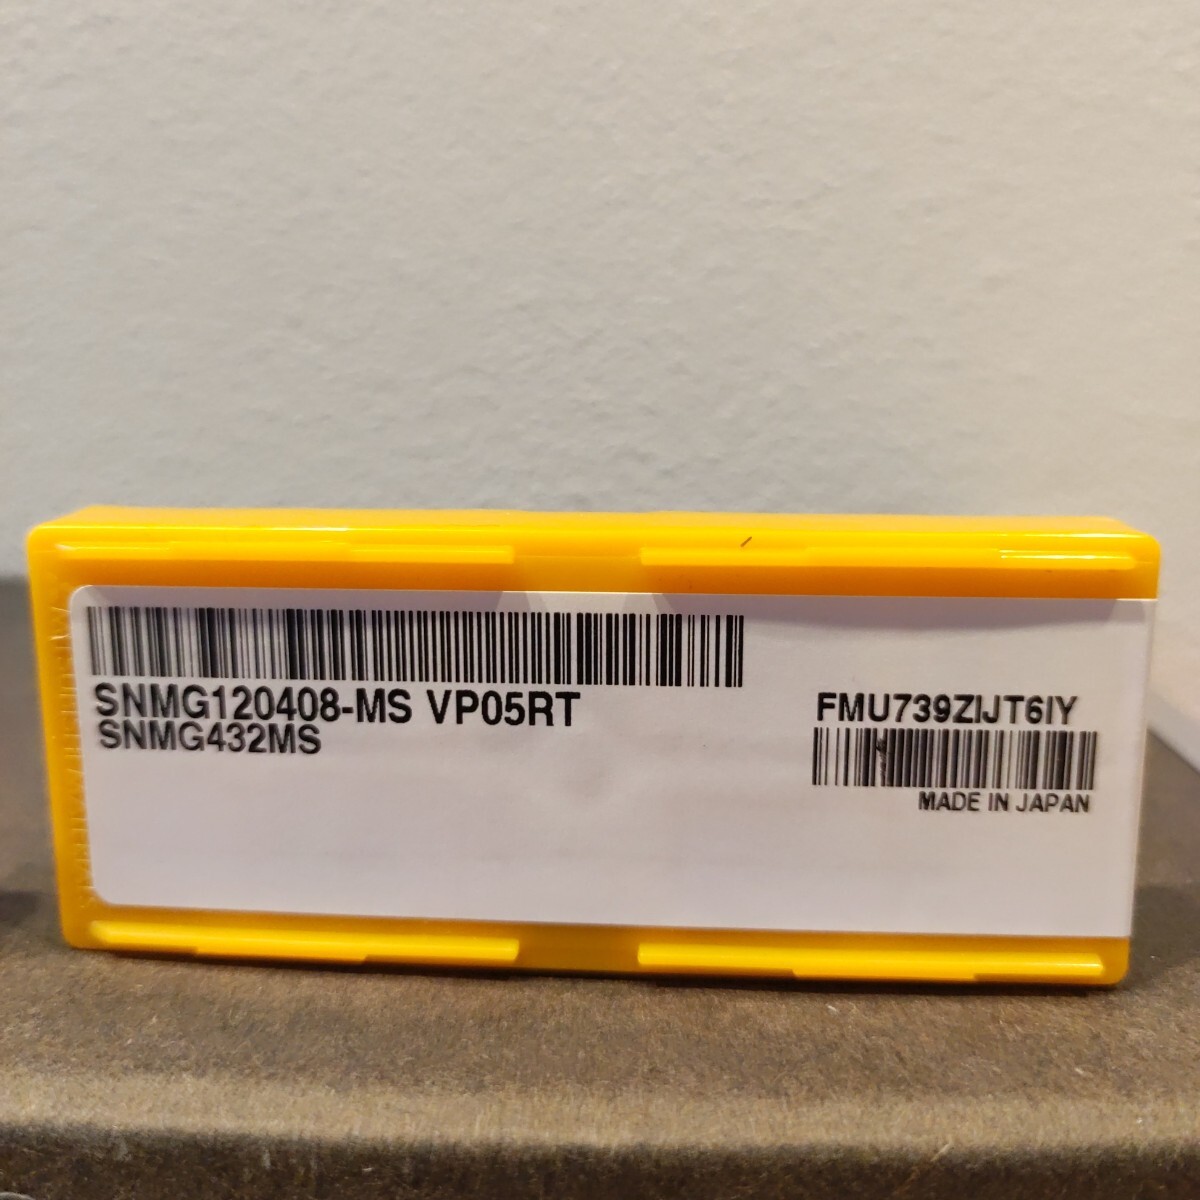 SNMG120408-MS VP05RT
SNMG432MS
FMU739ZIJT6IY
MADE IN JAPAN